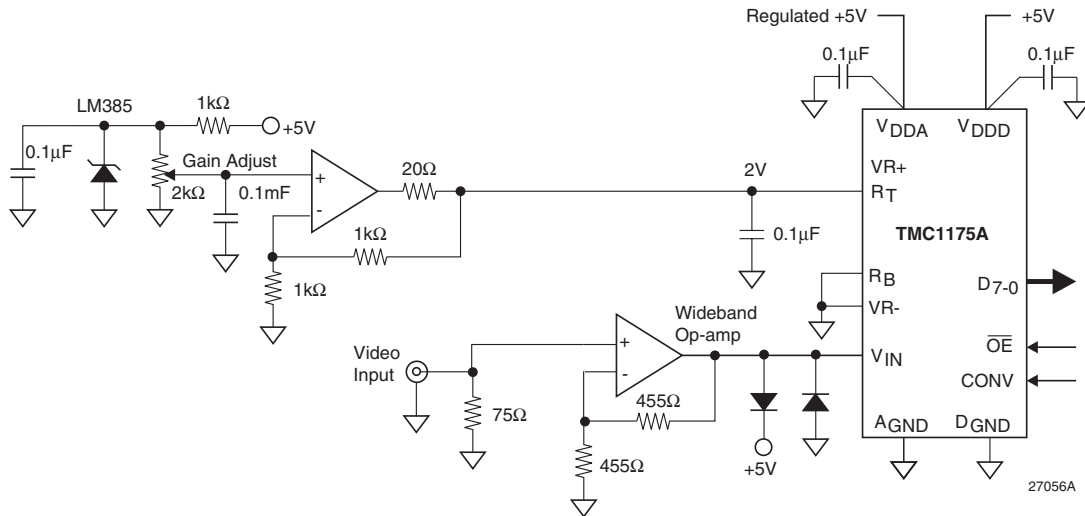 Regulated +5V
+5V
0.1µF
0.1µF
LM385
1kΩ
+5V
0.1µF
Gain Adjust
2kΩ
0.1mF
+
-
20Ω
1kΩ
1kΩ
2V
0.1µF
VDDA
VDDD
VR+
RT
TMC1175A
RB
VR-
D7-0
OE
CONV
VIN
AGND
DGND
Video
Input
75Ω
Wideband
Op-amp
+
-
455Ω
455Ω
+5V
27056A